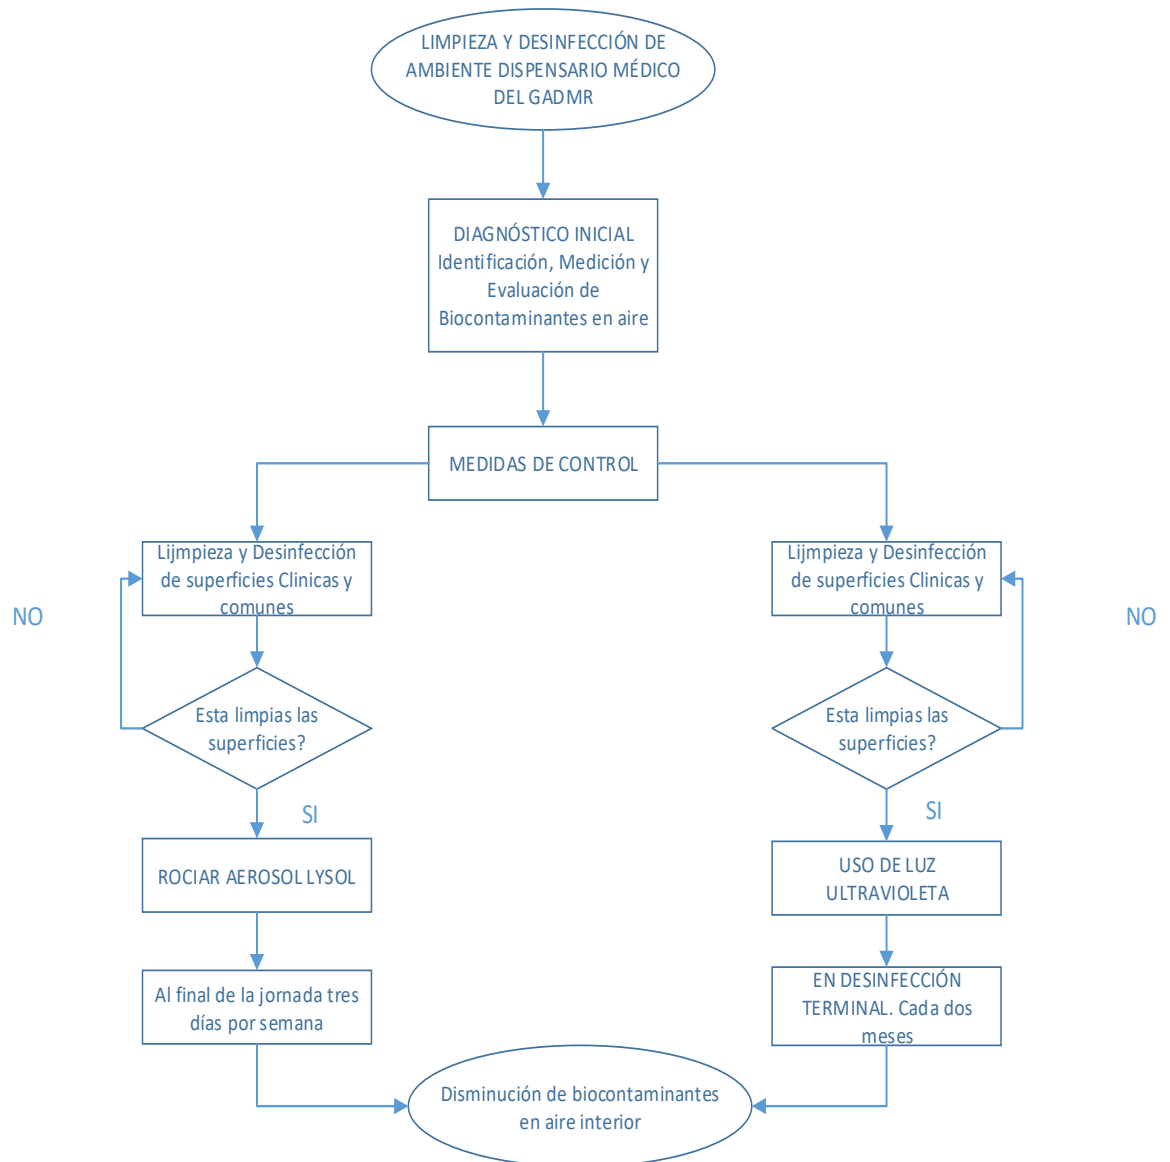 LIMPIEZA Y DESINFECCIÓN DE
AMBIENTE DISPENSARIO MÉDICO
DEL GADMR
DIAGNÓSTICO INICIAL
Identificación, Medición y
Evaluación de
Biocontaminantes en aire
MEDIDAS DE CONTROL
Lijmpieza y Desinfección
de superficies Clinicas y
comunes
NO
Esta limpias las
superficies?
SI
ROCIAR AEROSOL LYSOL
Al final de la jornada tres
días por semana
Lijmpieza y Desinfección
de superficies Clinicas y
comunes
NO
Esta limpias las
superficies?
SI
USO DE LUZ
ULTRAVIOLETA
EN DESINFECCIÓN
TERMINAL. Cada dos
meses
Disminución de biocontaminantes
en aire interior